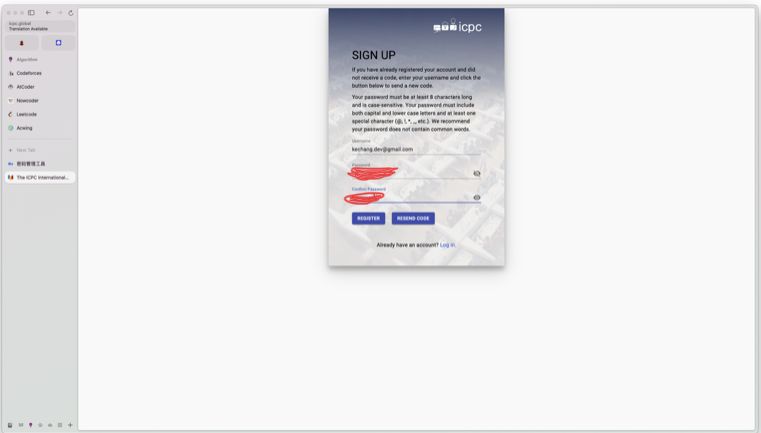 icpc.global
Translation Available
Algorithm
Codeforces
AtCoder
Nowcoder
Leetcode
Acwing
New Tab
密码管理工具
The ICPC International...
icpc
SIGN UP
If you have already registered your account and did
not receive a code, enter your username and click the
button below to send a new code.
Your password must be at least 8 characters long
and is case-sensitive. Your password must include
both capital and lower case letters and at least one
special character (@, !, *, ,, etc.). We recommend
your password does not contain common words.
Username
kechang.dev@gmail.com
Password
Confirm Password
REGISTER RESEND CODE
Already have an account? Log in.